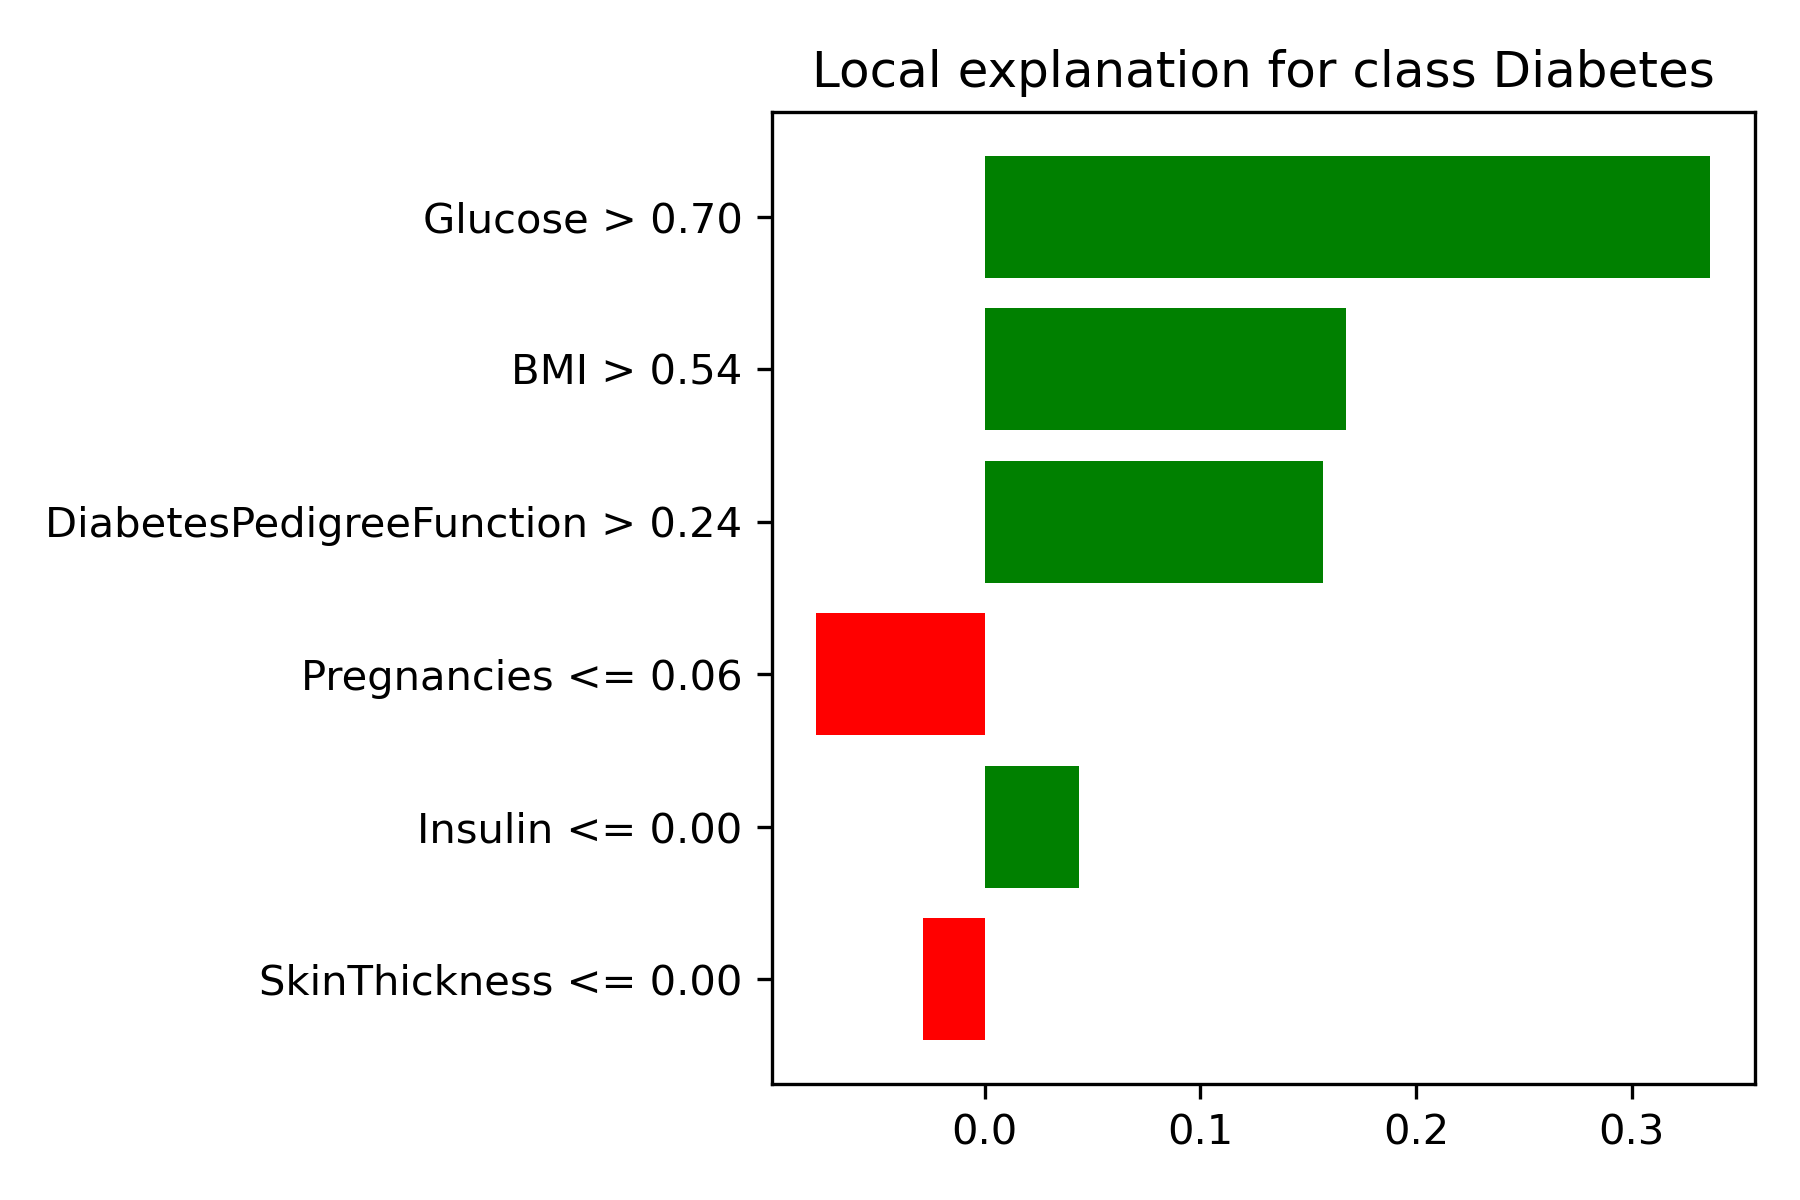 Local explanation for class Diabetes
Glucose > 0.70
BMI > 0.54
DiabetesPedigreeFunction > 0.24
Pregnancies <= 0.06
Insulin <= 0.00
SkinThickness <= 0.00
0.0 0.1 0.2 0.3